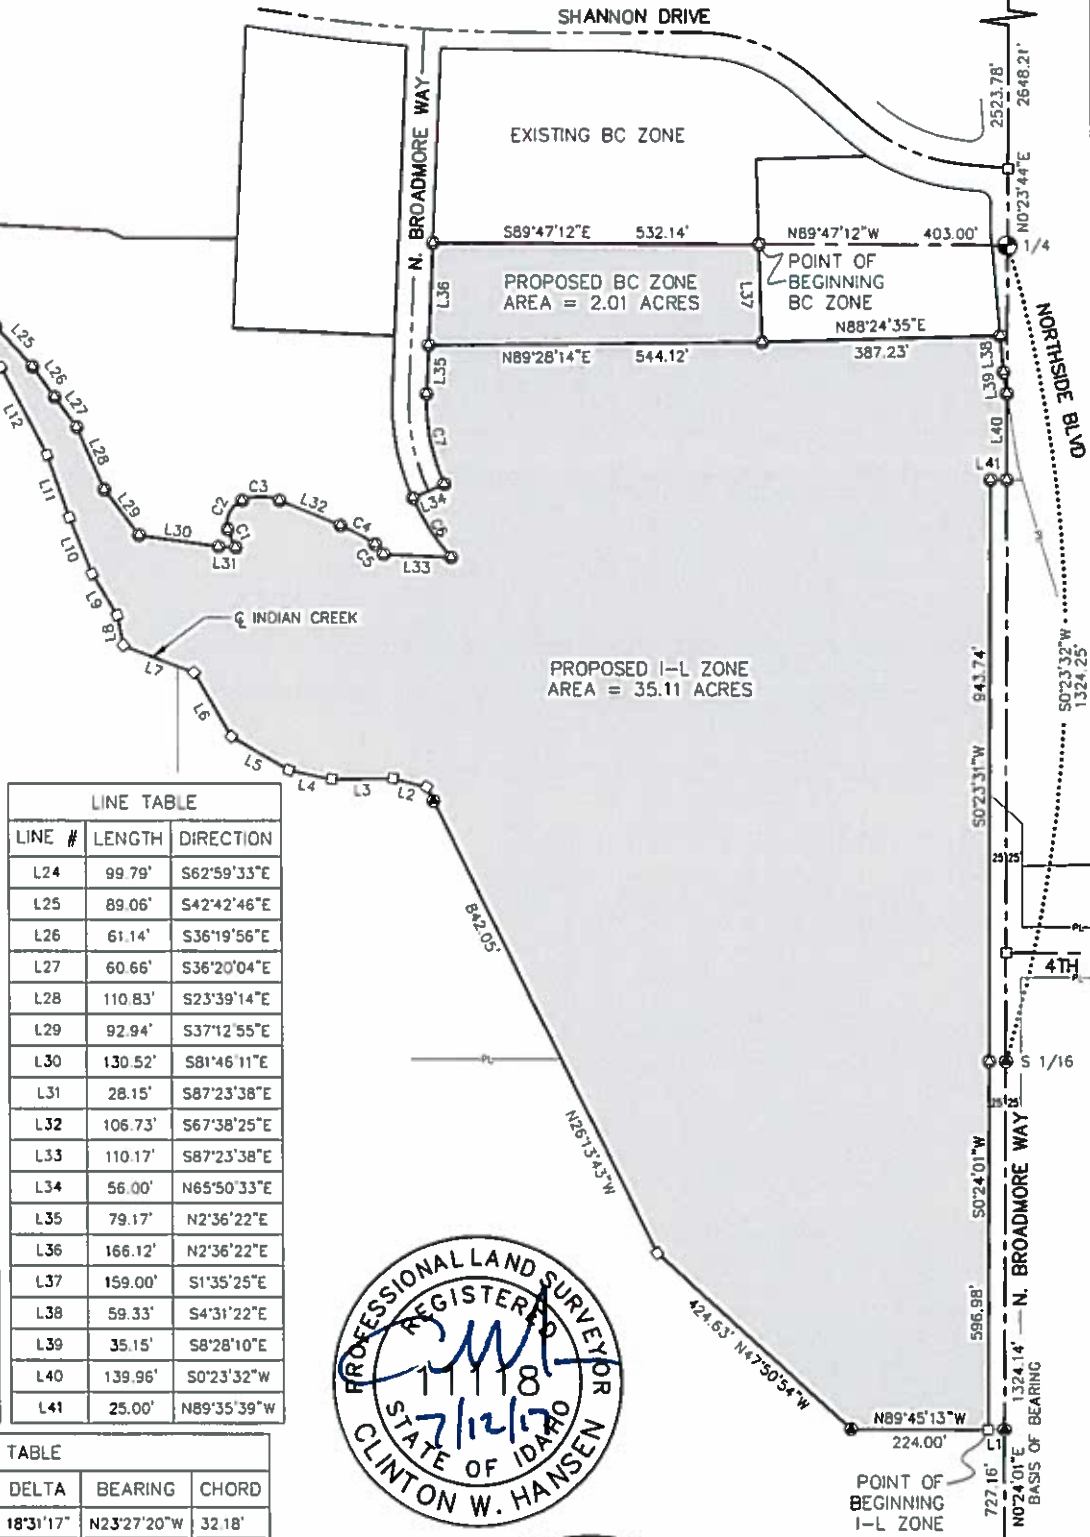 SHANNON DRIVE
2523.78'
2648.21'
N0°23'44"E
N. BROADMORE WAY
EXISTING BC ZONE
S89°47'12"E 532.14'
N89°47'12"W 403.00'
1/4
POINT OF
BEGINNING
BC ZONE
PROPOSED BC ZONE
AREA = 2.01 ACRES
L36
L37
N89°28'14"E 544.12'
N88°24'35"E
387.23'
L38
L39
L40
L41
L35
L34
C6
NORTHSIDE BLVD
PL
S0°23'32"W
1324.25'
L25
L26
L27
L28
L29
L30
L31
C1
C2
C3
L32
C4
C5
L33
L12
L11
L10
L9
L8
L7
L6
L5
L4
L3
L2
℄ INDIAN CREEK
PROPOSED I-L ZONE
AREA = 35.11 ACRES
943.74'
S0°23'31"W
25' 25'
PL
4TH
PL
S 1/16
25' 25'
842.05'
N26°13'43"W
PL
424.63' N47°50'54"W
S0°24'01"W
596.98'
N89°45'13"W
224.00'
L1
POINT OF
BEGINNING
I-L ZONE
727.16'
N0°24'01"E 1324.14'
BASIS OF BEARING
N. BROADMORE WAY
LINE TABLE
LINE # LENGTH DIRECTION
L24 99.79' S62°59'33"E
L25 89.06' S42°42'46"E
L26 61.14' S36°19'56"E
L27 60.66' S36°20'04"E
L28 110.83' S23°39'14"E
L29 92.94' S37°12'55"E
L30 130.52' S81°46'11"E
L31 28.15' S87°23'38"E
L32 106.73' S67°38'25"E
L33 110.17' S87°23'38"E
L34 56.00' N65°50'33"E
L35 79.17' N2°36'22"E
L36 166.12' N2°36'22"E
L37 159.00' S1°35'25"E
L38 59.33' S4°31'22"E
L39 35.15' S8°28'10"E
L40 139.96' S0°23'32"W
L41 25.00' N89°35'39"W
TABLE
DELTA BEARING CHORD
18°31'17" N23°27'20"W 32.18'
PROFESSIONAL LAND SURVEYOR
REGISTERED
11118
7/12/17
STATE OF IDAHO
CLINTON W. HANSEN